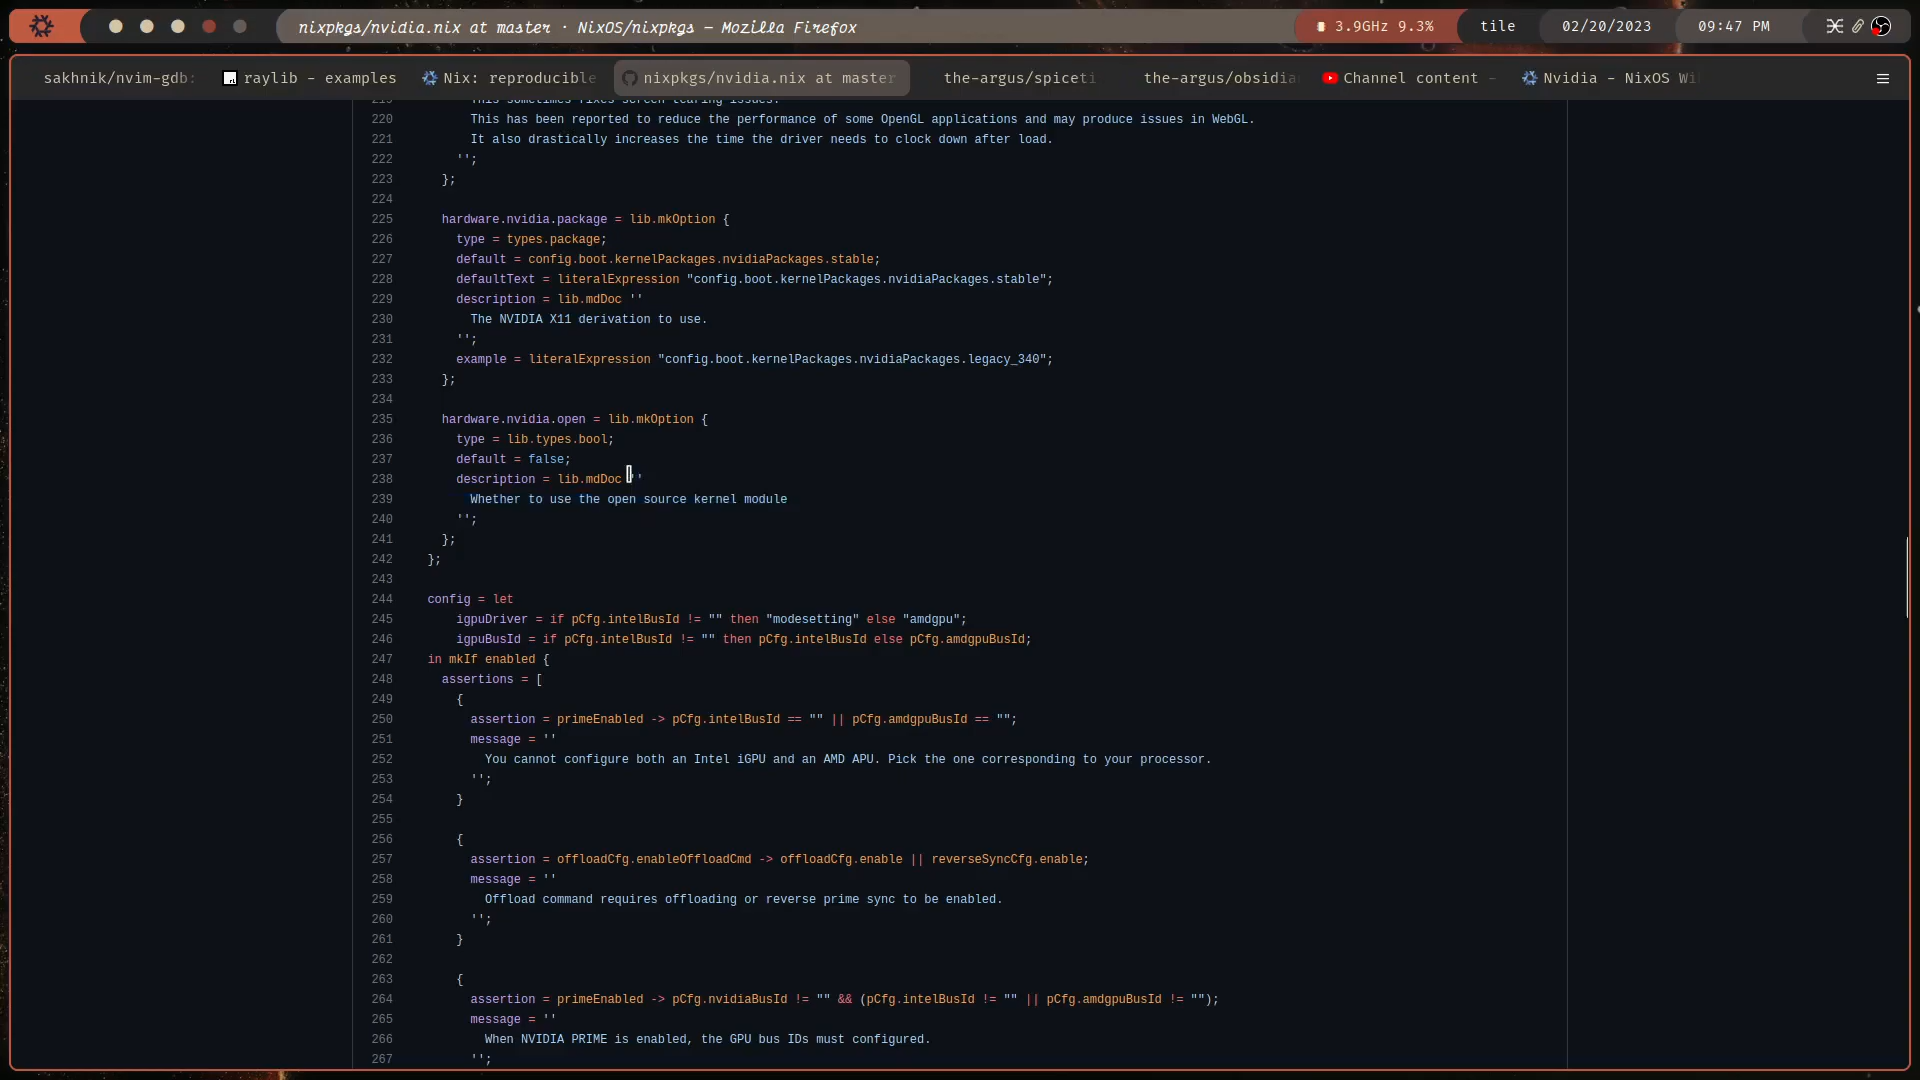 nixpkgs/nvidia.nix at master · NixOS/nixpkgs — Mozilla Firefox
3.9GHz 9.3%
tile
02/20/2023
09:47 PM
sakhnik/nvim-gdb:
raylib - examples
Nix: reproducible
nixpkgs/nvidia.nix at master
the-argus/spiceti
the-argus/obsidia
Channel content -
Nvidia - NixOS Wi
219 This sometimes fixes screen tearing issues.
220 This has been reported to reduce the performance of some OpenGL applications and may produce issues in WebGL.
221 It also drastically increases the time the driver needs to clock down after load.
222 '';
223 };
224
225 hardware.nvidia.package = lib.mkOption {
226 type = types.package;
227 default = config.boot.kernelPackages.nvidiaPackages.stable;
228 defaultText = literalExpression "config.boot.kernelPackages.nvidiaPackages.stable";
229 description = lib.mdDoc ''
230 The NVIDIA X11 derivation to use.
231 '';
232 example = literalExpression "config.boot.kernelPackages.nvidiaPackages.legacy_340";
233 };
234
235 hardware.nvidia.open = lib.mkOption {
236 type = lib.types.bool;
237 default = false;
238 description = lib.mdDoc ''
239 Whether to use the open source kernel module
240 '';
241 };
242 };
243
244 config = let
245 igpuDriver = if pCfg.intelBusId != "" then "modesetting" else "amdgpu";
246 igpuBusId = if pCfg.intelBusId != "" then pCfg.intelBusId else pCfg.amdgpuBusId;
247 in mkIf enabled {
248 assertions = [
249 {
250 assertion = primeEnabled -> pCfg.intelBusId == "" || pCfg.amdgpuBusId == "";
251 message = ''
252 You cannot configure both an Intel iGPU and an AMD APU. Pick the one corresponding to your processor.
253 '';
254 }
255
256 {
257 assertion = offloadCfg.enableOffloadCmd -> offloadCfg.enable || reverseSyncCfg.enable;
258 message = ''
259 Offload command requires offloading or reverse prime sync to be enabled.
260 '';
261 }
262
263 {
264 assertion = primeEnabled -> pCfg.nvidiaBusId != "" && (pCfg.intelBusId != "" || pCfg.amdgpuBusId != "");
265 message = ''
266 When NVIDIA PRIME is enabled, the GPU bus IDs must configured.
267 '';